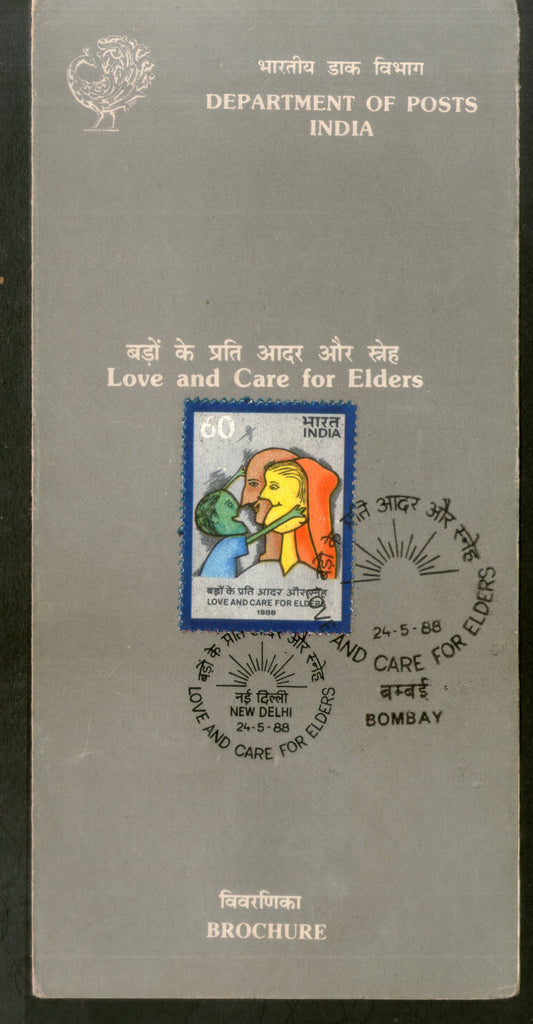 भारतीय डाक विभाग
DEPARTMENT OF POSTS
INDIA
बड़ों के प्रति आदर और स्नेह
Love and Care for Elders
60
भारत
INDIA
बड़ों के प्रति आदर और स्नेह
LOVE AND CARE FOR ELDERS
1988
बड़ों के प्रति आदर और स्नेह
24-5-88
LOVE AND CARE FOR ELDERS
बम्बई
BOMBAY
बड़ों के प्रति आदर और स्नेह
नई दिल्ली
NEW DELHI
24-5-88
LOVE AND CARE FOR ELDERS
विवरणिका
BROCHURE